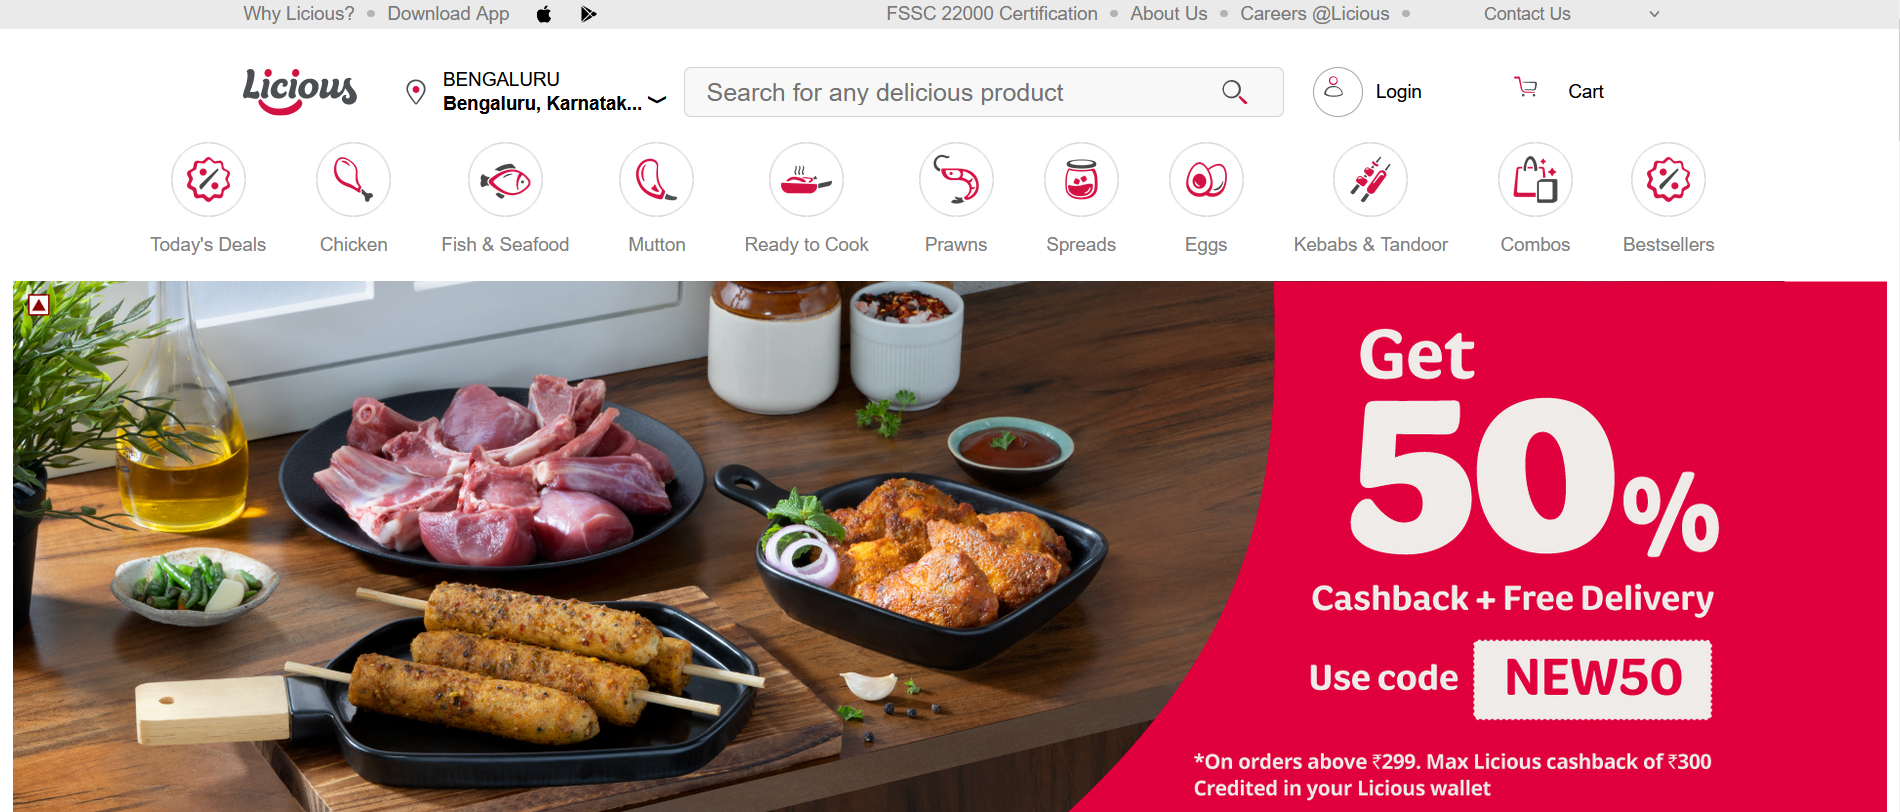 Why Licious? Download App FSSC 22000 Certification About Us Careers @Licious Contact Us
Licious
BENGALURU
Bengaluru, Karnatak...
Search for any delicious product
Login
Cart
Today's Deals
Chicken
Fish & Seafood
Mutton
Ready to Cook
Prawns
Spreads
Eggs
Kebabs & Tandoor
Combos
Bestsellers
Get
50%
Cashback + Free Delivery
Use code NEW50
*On orders above ₹299. Max Licious cashback of ₹300
Credited in your Licious wallet